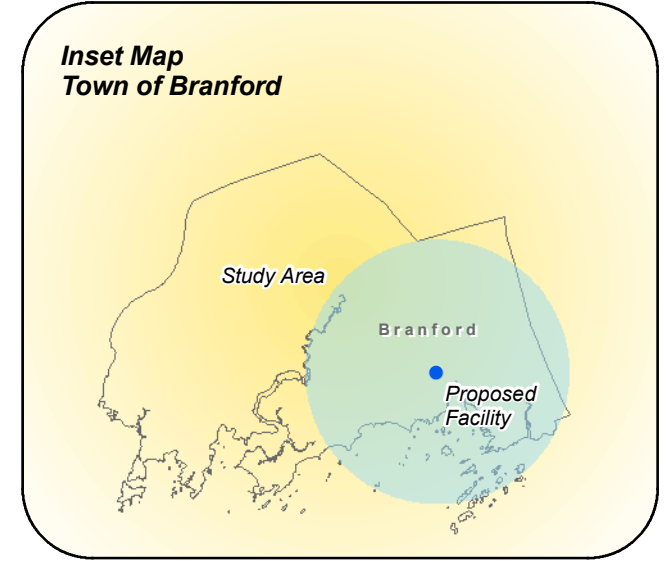 Inset Map
Town of Branford
Study Area
Branford
Proposed
Facility